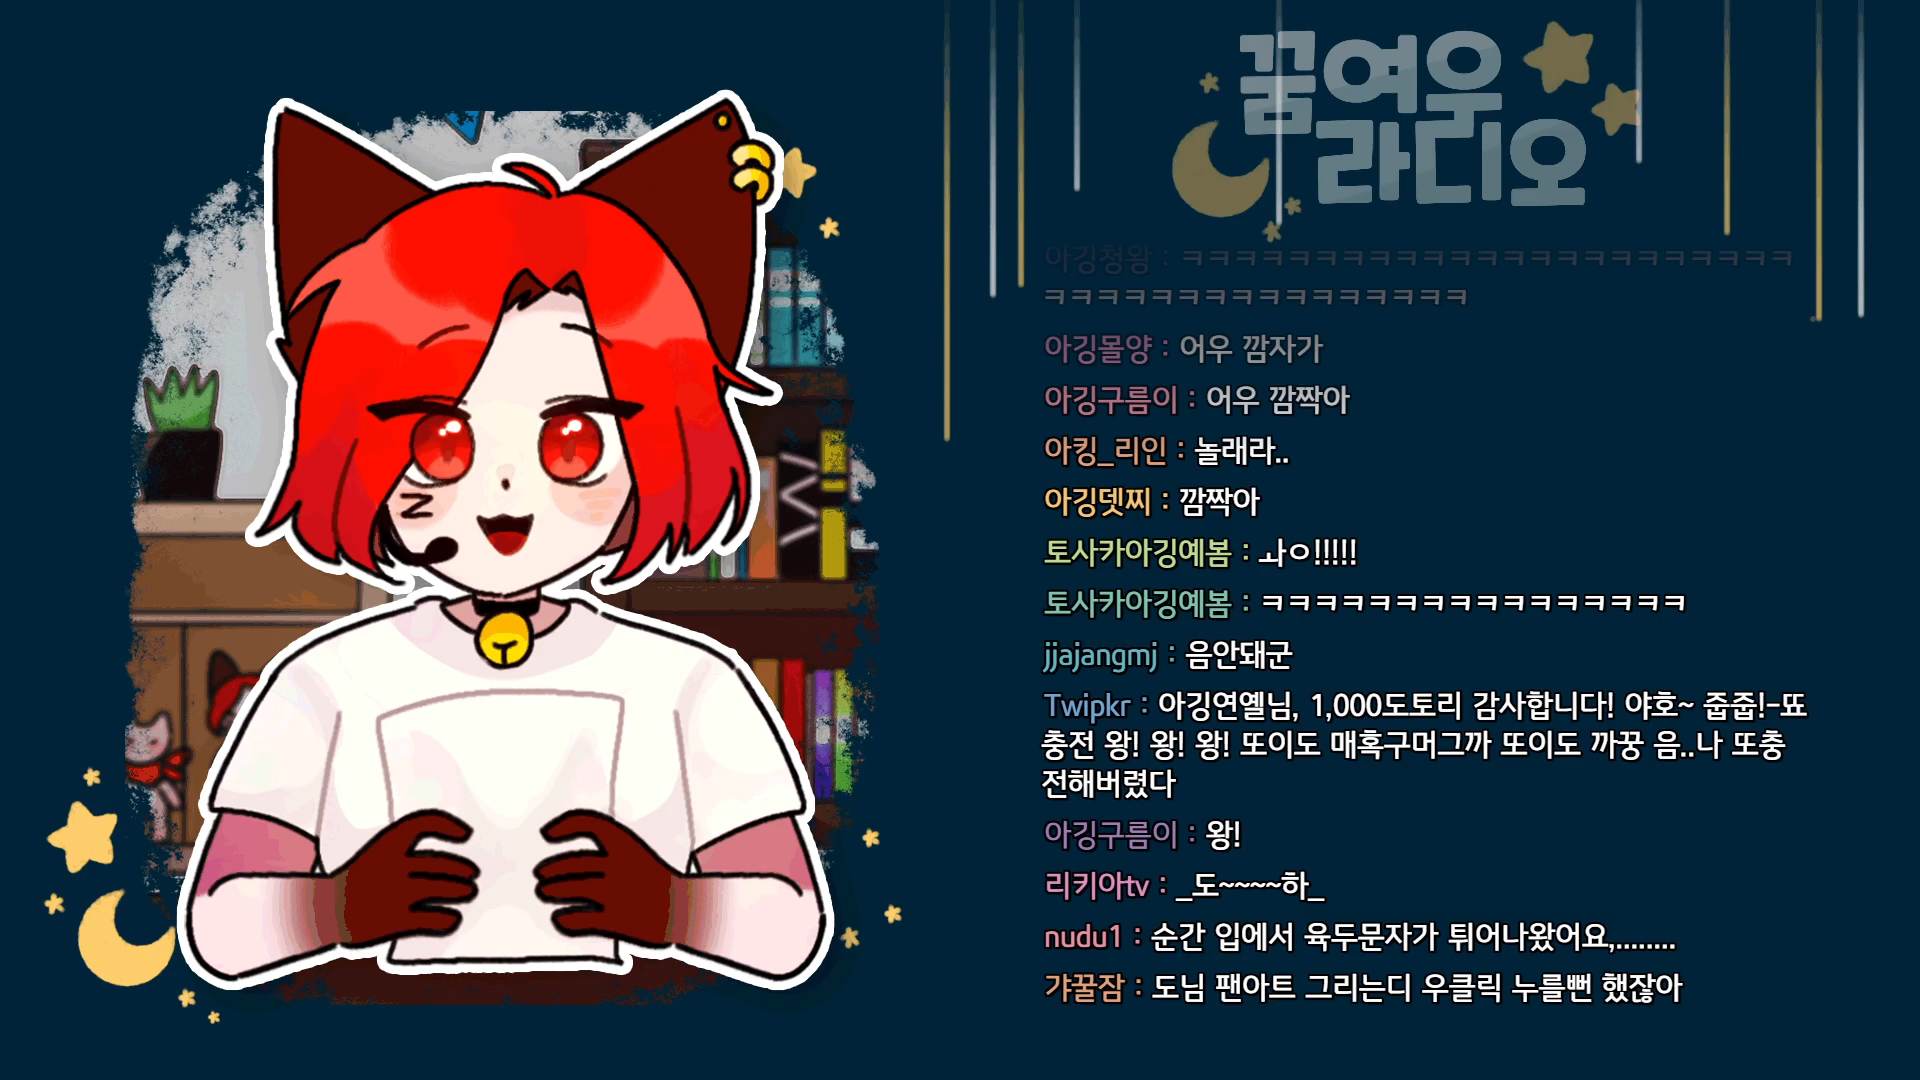 꿈여우
라디오
아깅청왕 : ㅋㅋㅋㅋㅋㅋㅋㅋㅋㅋㅋㅋㅋㅋㅋㅋㅋㅋㅋㅋㅋㅋㅋ
ㅋㅋㅋㅋㅋㅋㅋㅋㅋㅋㅋㅋㅋㅋㅋㅋ
아깅몰양 : 어우 깜자가
아깅구름이 : 어우 깜짝아
아킹_리인 : 놀래라..
아깅뎃찌 : 깜짝아
토사카아깅예봄 : ㅘㅇ!!!!!
토사카아깅예봄 : ㅋㅋㅋㅋㅋㅋㅋㅋㅋㅋㅋㅋㅋㅋㅋㅋ
jjajangmj : 음안돼군
Twipkr : 아깅연옐님, 1,000도토리 감사합니다! 야호~ 줍줍!-뚀
충전 왕! 왕! 왕! 또이도 매혹구머그까 또이도 까꿍 음..나 또충
전해버렸다
아깅구름이 : 왕!
리키아tv : _도~~~~하_
nudu1 : 순간 입에서 육두문자가 튀어나왔어요,........
갸꿀잠 : 도님 팬아트 그리는디 우클릭 누를뻔 했잖아